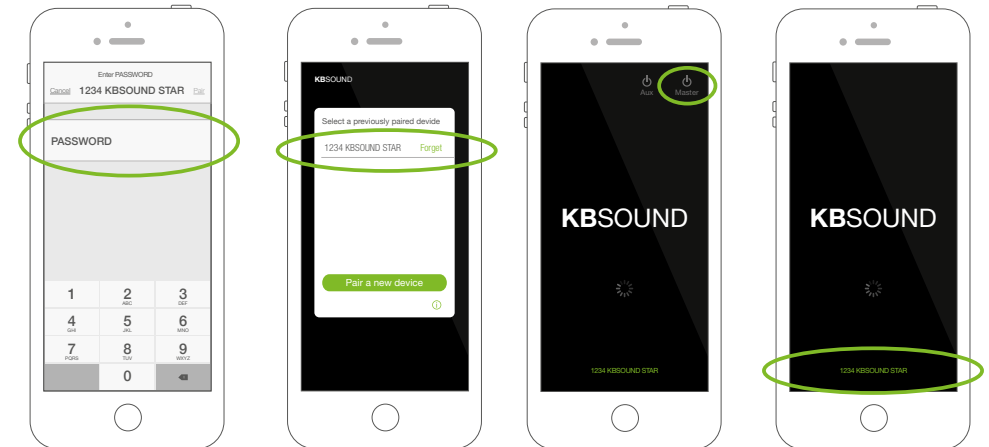 Enter PASSWORD
Cancel 1234 KBSOUND STAR Pair
PASSWORD
1 2 3
ABC DEF
4 5 6
GHI JKL MNO
7 8 9
PQRS TUV WXYZ
0
KBSOUND
Select a previously paired devide
1234 KBSOUND STAR Forget
Pair a new device
Aux Master
KBSOUND
1234 KBSOUND STAR
KBSOUND
1234 KBSOUND STAR